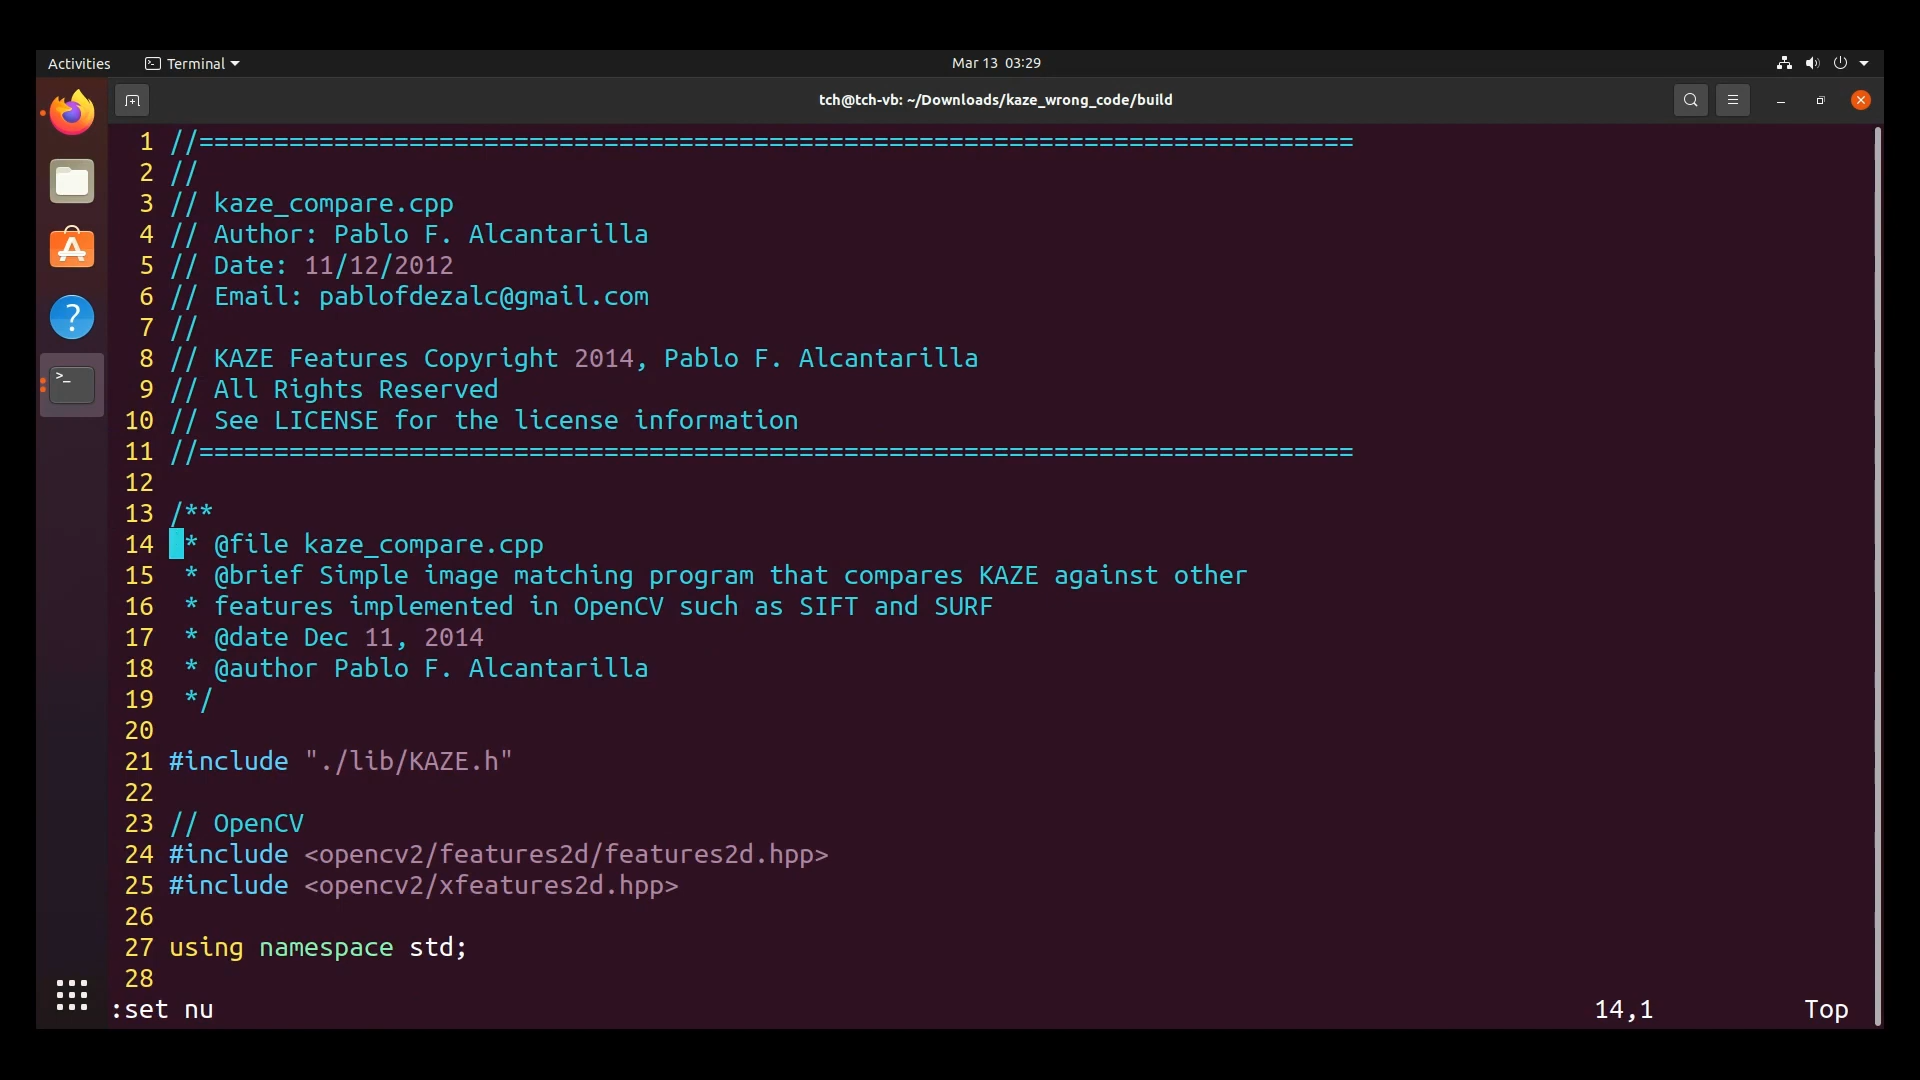 Activities
Terminal
Mar 13 03:29
tch@tch-vb: ~/Downloads/kaze_wrong_code/build
1 //=============================================================================
2 //
3 // kaze_compare.cpp
4 // Author: Pablo F. Alcantarilla
5 // Date: 11/12/2012
6 // Email: pablofdezalc@gmail.com
7 //
8 // KAZE Features Copyright 2014, Pablo F. Alcantarilla
9 // All Rights Reserved
10 // See LICENSE for the license information
11 //=============================================================================
12
13 /**
14  * @file kaze_compare.cpp
15  * @brief Simple image matching program that compares KAZE against other
16  * features implemented in OpenCV such as SIFT and SURF
17  * @date Dec 11, 2014
18  * @author Pablo F. Alcantarilla
19  */
20
21 #include "./lib/KAZE.h"
22
23 // OpenCV
24 #include <opencv2/features2d/features2d.hpp>
25 #include <opencv2/xfeatures2d.hpp>
26
27 using namespace std;
28
:set nu 14,1 Top